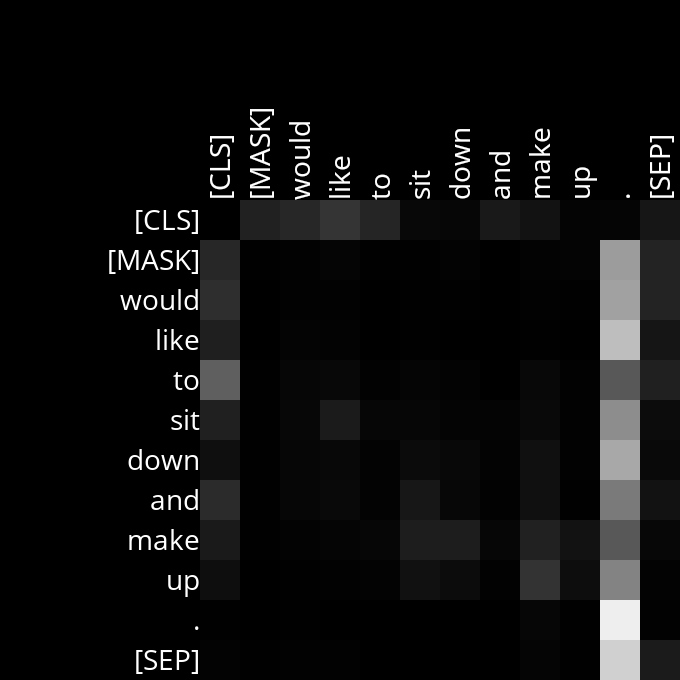 [CLS] [MASK] would like to sit down and make up . [SEP]
[CLS]
[MASK]
would
like
to
sit
down
and
make
up
.
[SEP]